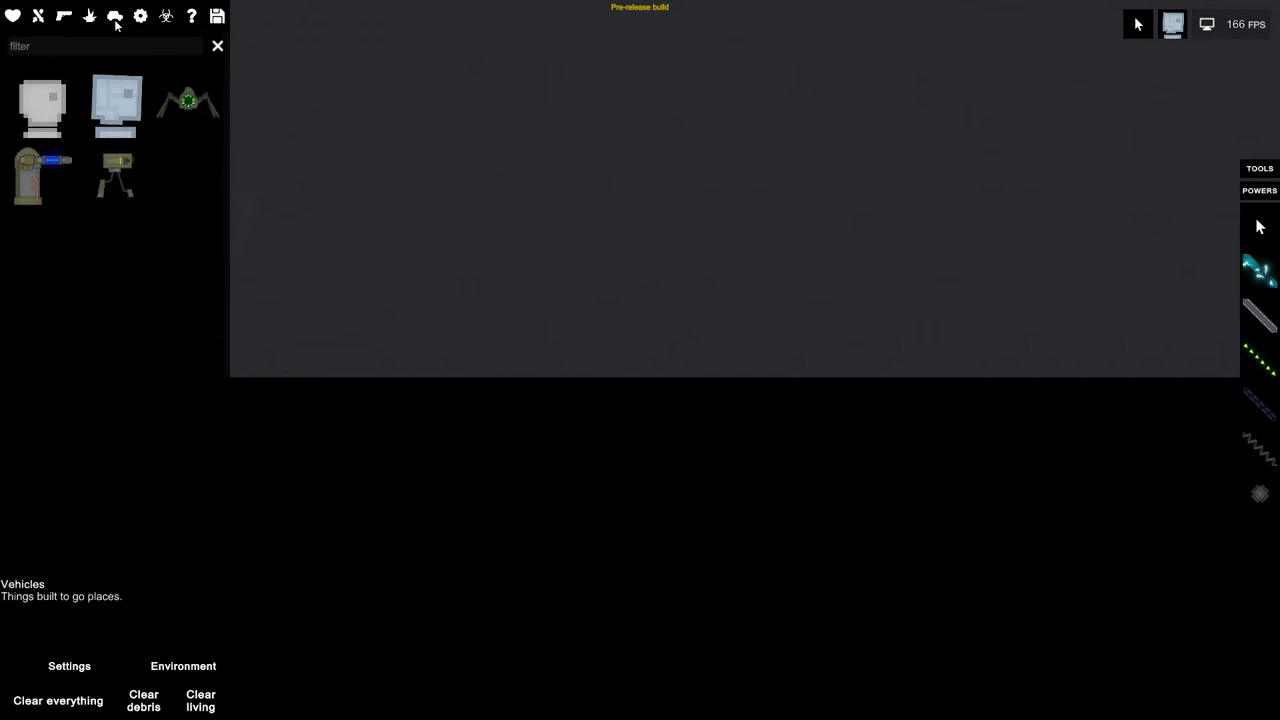 Pre-release build
166 FPS
filter
TOOLS
POWERS
Vehicles
Things built to go places.
Settings
Environment
Clear everything
Clear
debris
Clear
living